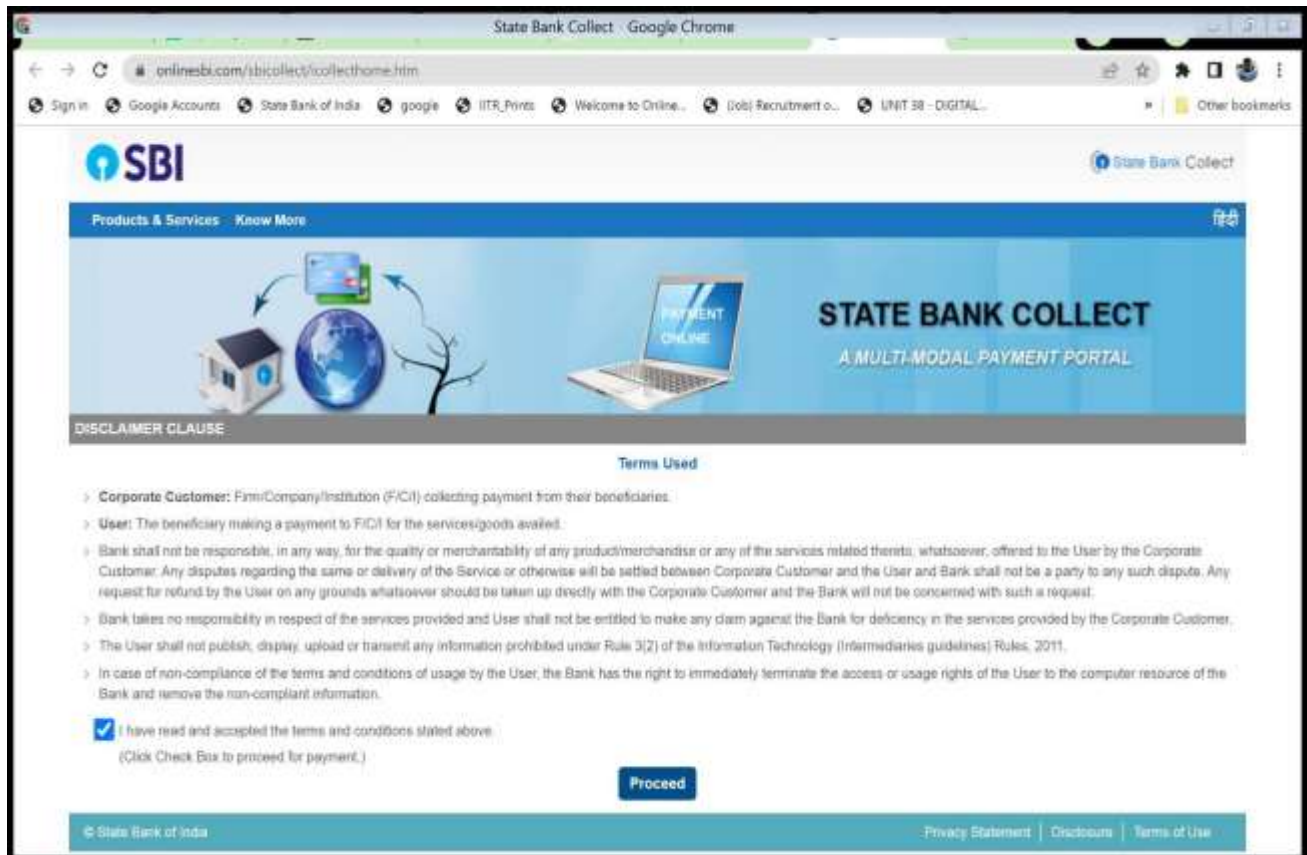 State Bank Collect - Google Chrome
onlinesbi.com/sbicollect/icollecthome.htm
Sign in Google Accounts State Bank of India google IITR_Prints Welcome to Online... (Job) Recruitment o... UNIT 38 - DIGITAL... » Other bookmarks
SBI State Bank Collect
Products & Services Know More हिंदी
PAYMENT
ONLINE
STATE BANK COLLECT
A MULTI-MODAL PAYMENT PORTAL
DISCLAIMER CLAUSE
Terms Used
Corporate Customer: Firm/Company/Institution (F/C/I) collecting payment from their beneficiaries.
User: The beneficiary making a payment to F/C/I for the services/goods availed.
Bank shall not be responsible, in any way, for the quality or merchantability of any product/merchandise or any of the services related thereto, whatsoever, offered to the User by the Corporate
Customer. Any disputes regarding the same or delivery of the Service or otherwise will be settled between Corporate Customer and the User and Bank shall not be a party to any such dispute. Any
request for refund by the User on any grounds whatsoever should be taken up directly with the Corporate Customer and the Bank will not be concerned with such a request.
Bank takes no responsibility in respect of the services provided and User shall not be entitled to make any claim against the Bank for deficiency in the services provided by the Corporate Customer.
The User shall not publish, display, upload or transmit any information prohibited under Rule 3(2) of the Information Technology (Intermediaries guidelines) Rules, 2011.
In case of non-compliance of the terms and conditions of usage by the User, the Bank has the right to immediately terminate the access or usage rights of the User to the computer resource of the
Bank and remove the non-compliant information.
I have read and accepted the terms and conditions stated above.
(Click Check Box to proceed for payment.)
Proceed
© State Bank of India Privacy Statement | Disclosure | Terms of Use